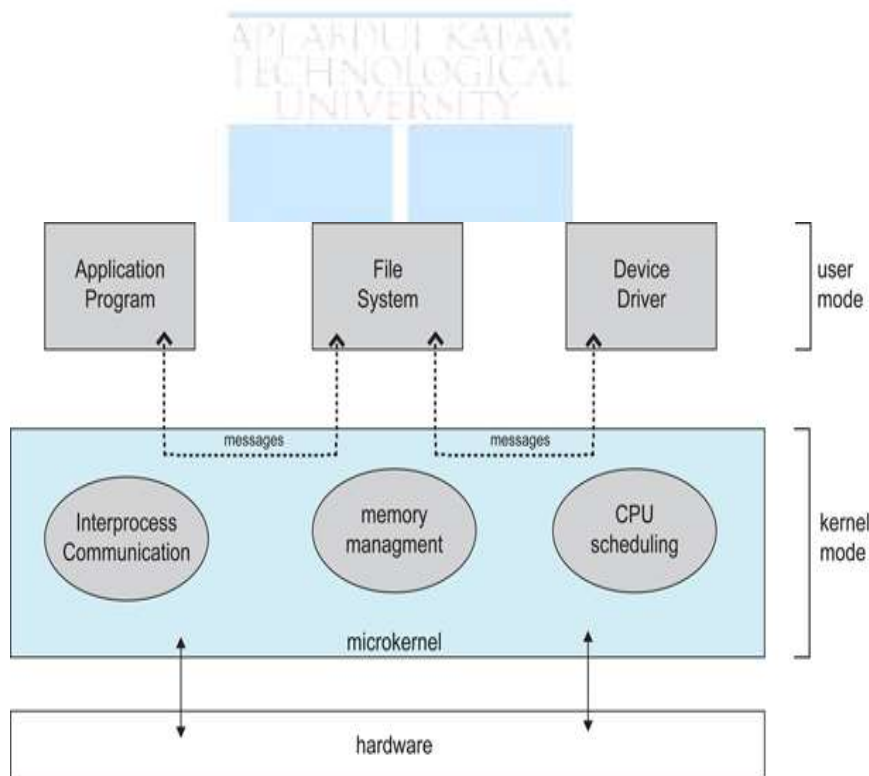 API ABDUL KALAM
TECHNOLOGICAL
UNIVERSITY
Application
Program
File
System
Device
Driver
user
mode
messages
messages
Interprocess
Communication
memory
managment
CPU
scheduling
kernel
mode
microkernel
hardware